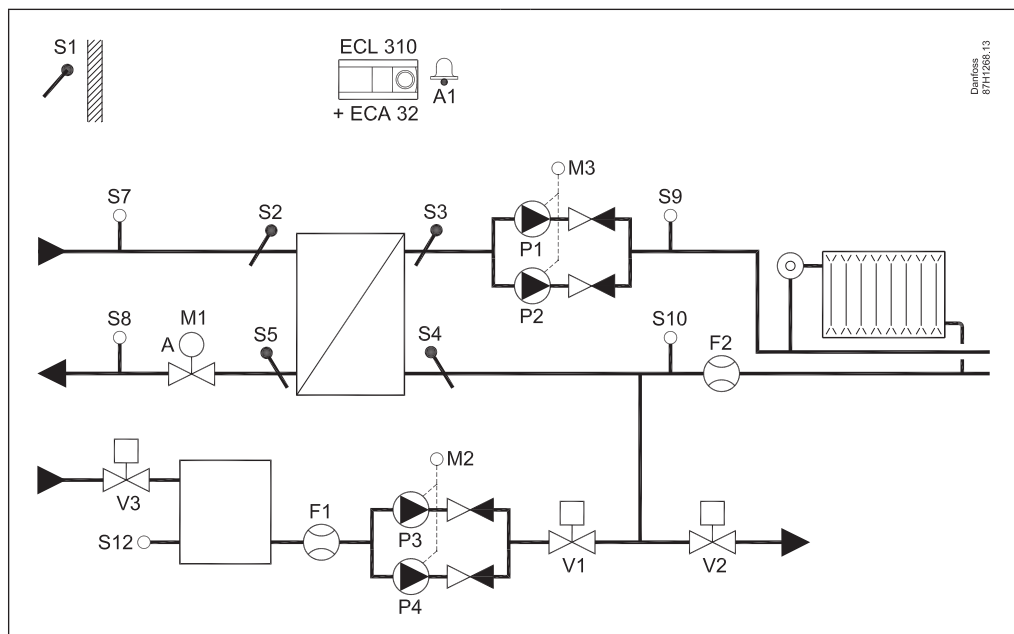 S1
ECL 310
A1
+ ECA 32
Danfoss
87H1268.13
M3
S7
S2
S3
S9
P1
P2
S8
M1
A
S5
S4
S10
F2
M2
V3
F1
P3
S12
V1
V2
P4